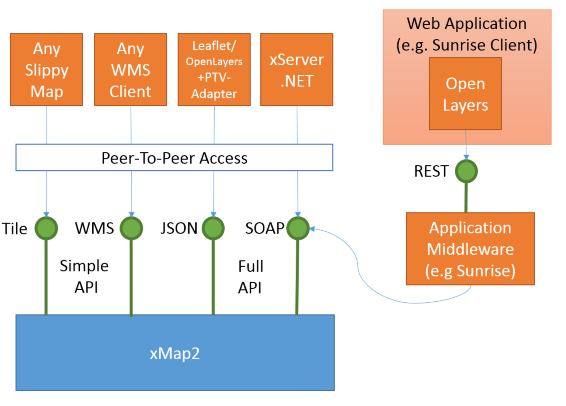 Any
Slippy
Map
Any
WMS
Client
Leaflet/
OpenLayers
+PTV-
Adapter
xServer
.NET
Web Application
(e.g. Sunrise Client)
Open
Layers
Peer-To-Peer Access
REST
Tile
WMS
JSON
SOAP
Application
Middleware
(e.g Sunrise)
Simple
API
Full
API
xMap2